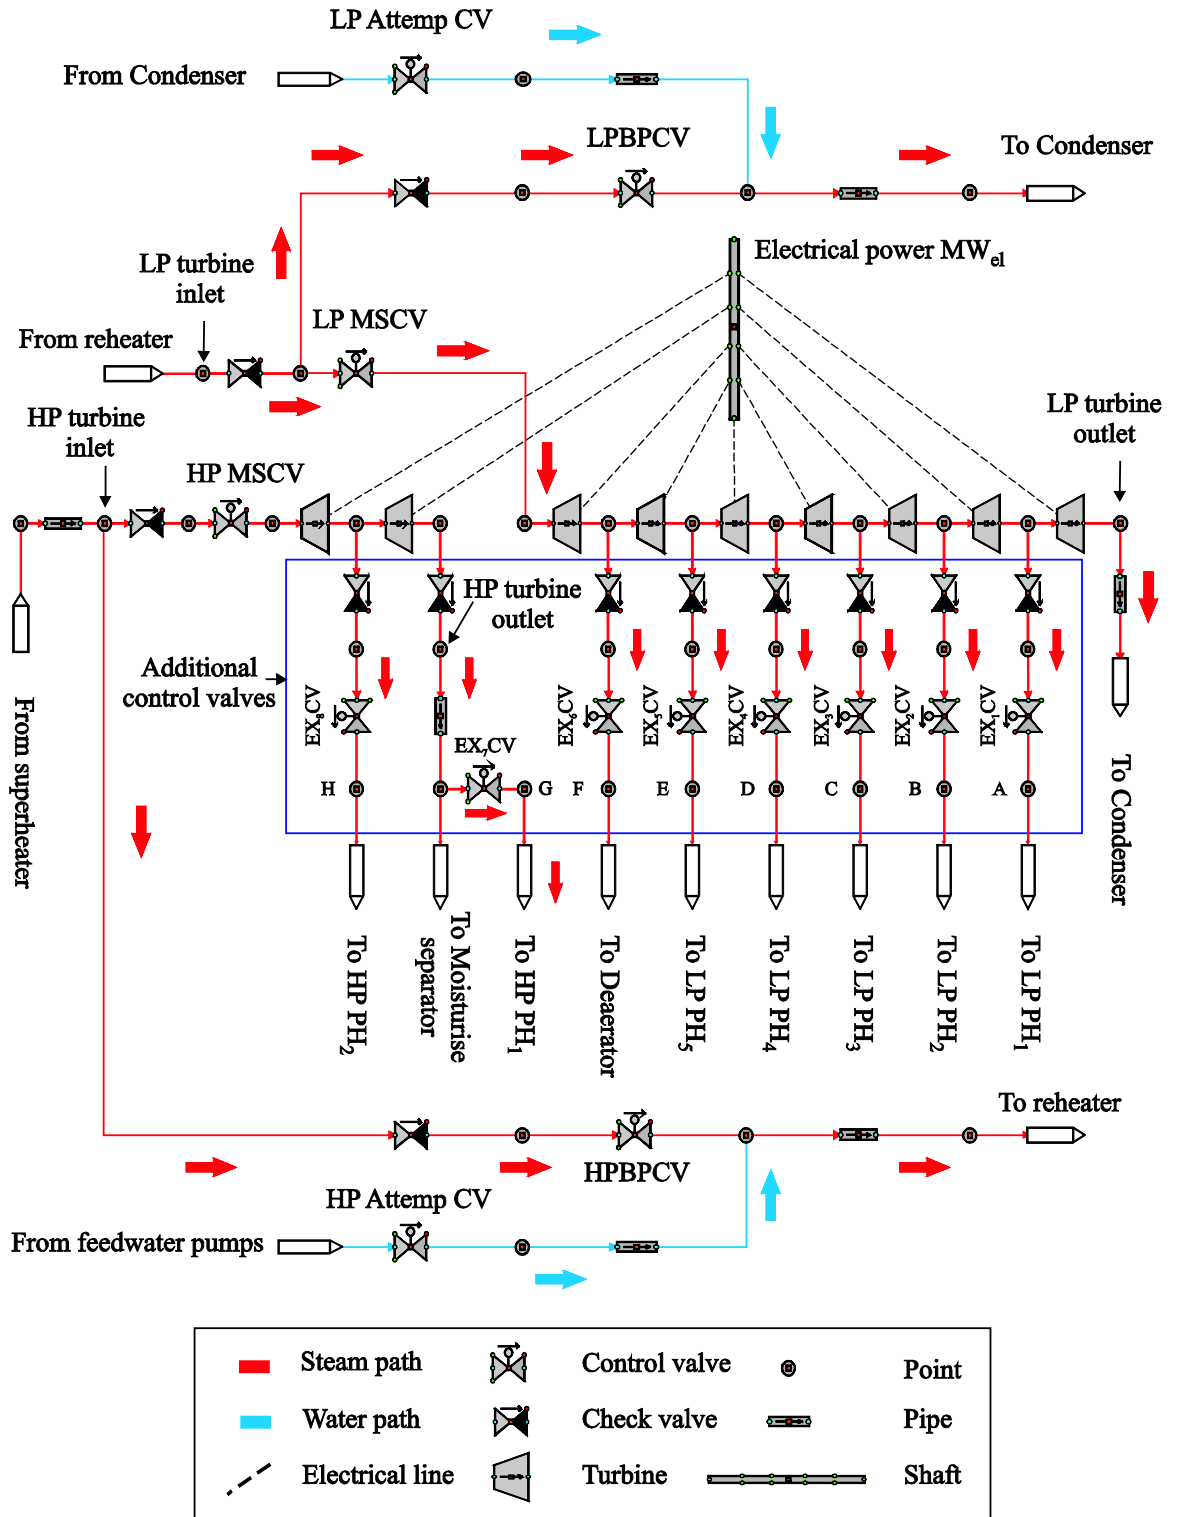 LP Attemp CV
From Condenser
LPBPCV
To Condenser
Electrical power MWel
LP turbine
inlet
LP MSCV
From reheater
HP turbine
inlet
LP turbine
outlet
HP MSCV
HP turbine
outlet
Additional
control valves
EX8CV
EX7CV
EX6CV
EX5CV
EX4CV
EX3CV
EX2CV
EX1CV
H
G
F
E
D
C
B
A
From superheater
To Condenser
To HP PH2
To Moisturise
separator
To HP PH1
To Deaerator
To LP PH5
To LP PH4
To LP PH3
To LP PH2
To LP PH1
To reheater
HPBPCV
HP Attemp CV
From feedwater pumps
Steam path
Control valve
Point
Water path
Check valve
Pipe
Electrical line
Turbine
Shaft